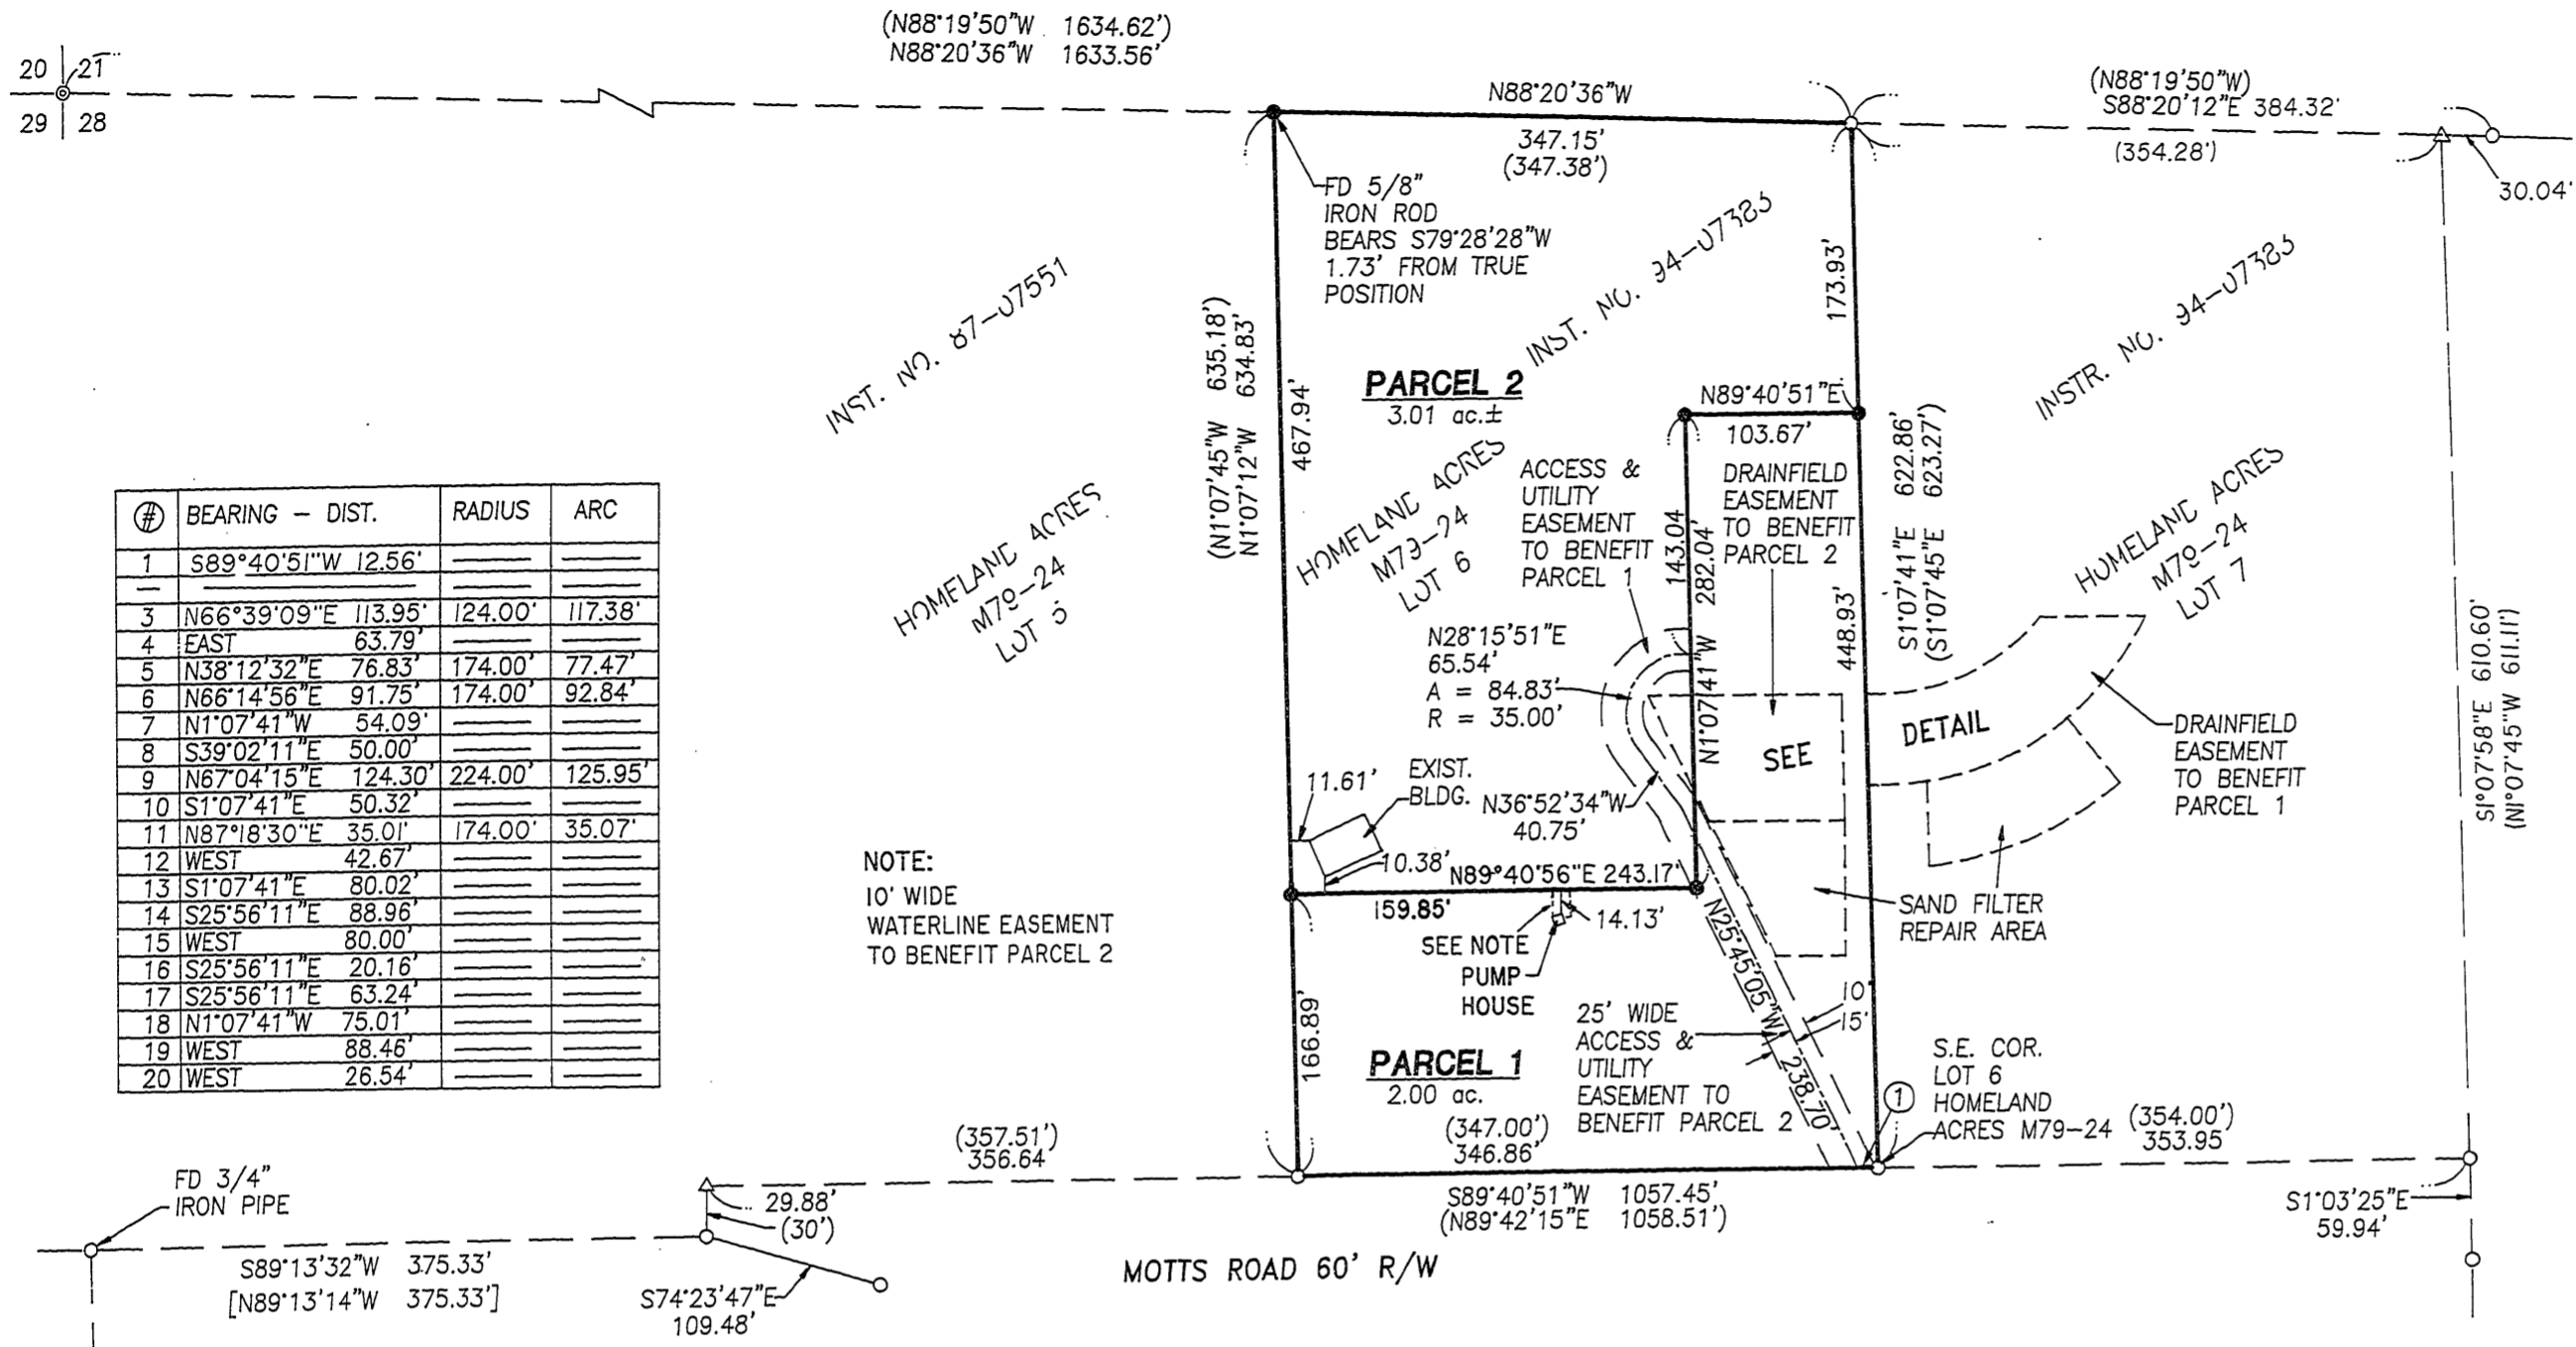 (N88°19'50"W 1634.62')
N88°20'36"W 1633.56'
20 21
29 28
N88°20'36"W
347.15'
(347.38')
(N88°19'50"W)
S88°20'12"E 384.32'
(354.28')
30.04'
FD 5/8"
IRON ROD
BEARS S79°28'28"W
1.73' FROM TRUE
POSITION
INST. NO. 87-07551
INST. NO. 94-07383
INSTR. NO. 94-07383
173.93'
(N1°07'45"W 635.18')
N1°07'12"W 634.83'
467.94'
PARCEL 2
3.01 ac.±
N89°40'51"E
103.67'
HOMELAND ACRES
M79-24
LOT 5
HOMELAND ACRES
M79-24
LOT 6
HOMELAND ACRES
M79-24
LOT 7
ACCESS &
UTILITY
EASEMENT
TO BENEFIT
PARCEL 1
143.04
282.04'
N1°07'41"W
DRAINFIELD
EASEMENT
TO BENEFIT
PARCEL 2
448.93'
S1°07'41"E 622.86'
(S1°07'45"E 623.27')
S1°07'58"E 610.60'
(N1°07'45"W 611.11')
N28°15'51"E
65.54'
A = 84.83'
R = 35.00'
SEE
DETAIL
DRAINFIELD
EASEMENT
TO BENEFIT
PARCEL 1
11.61'
EXIST.
BLDG.
N36°52'34"W
40.75'
10.38'
N89°40'56"E 243.17'
159.85'
14.13'
SEE NOTE
PUMP
HOUSE
SAND FILTER
REPAIR AREA
NOTE:
10' WIDE
WATERLINE EASEMENT
TO BENEFIT PARCEL 2
N25°45'05"W
238.70'
10'
15'
25' WIDE
ACCESS &
UTILITY
EASEMENT TO
BENEFIT PARCEL 2
166.89'
PARCEL 1
2.00 ac.
(347.00')
346.86'
1
S.E. COR.
LOT 6
HOMELAND
ACRES M79-24
(354.00')
353.95
(357.51')
356.64'
S89°40'51"W 1057.45'
(N89°42'15"E 1058.51')
S1°03'25"E
59.94'
FD 3/4"
IRON PIPE
29.88'
(30')
S89°13'32"W 375.33'
[N89°13'14"W 375.33']
S74°23'47"E
109.48'
MOTTS ROAD 60' R/W
# BEARING - DIST. RADIUS ARC
1 S89°40'51"W 12.56'
3 N66°39'09"E 113.95' 124.00' 117.38'
4 EAST 63.79'
5 N38°12'32"E 76.83' 174.00' 77.47'
6 N66°14'56"E 91.75' 174.00' 92.84'
7 N1°07'41"W 54.09'
8 S39°02'11"E 50.00'
9 N67°04'15"E 124.30' 224.00' 125.95'
10 S1°07'41"E 50.32'
11 N87°18'30"E 35.01' 174.00' 35.07'
12 WEST 42.67'
13 S1°07'41"E 80.02'
14 S25°56'11"E 88.96'
15 WEST 80.00'
16 S25°56'11"E 20.16'
17 S25°56'11"E 63.24'
18 N1°07'41"W 75.01'
19 WEST 88.46'
20 WEST 26.54'